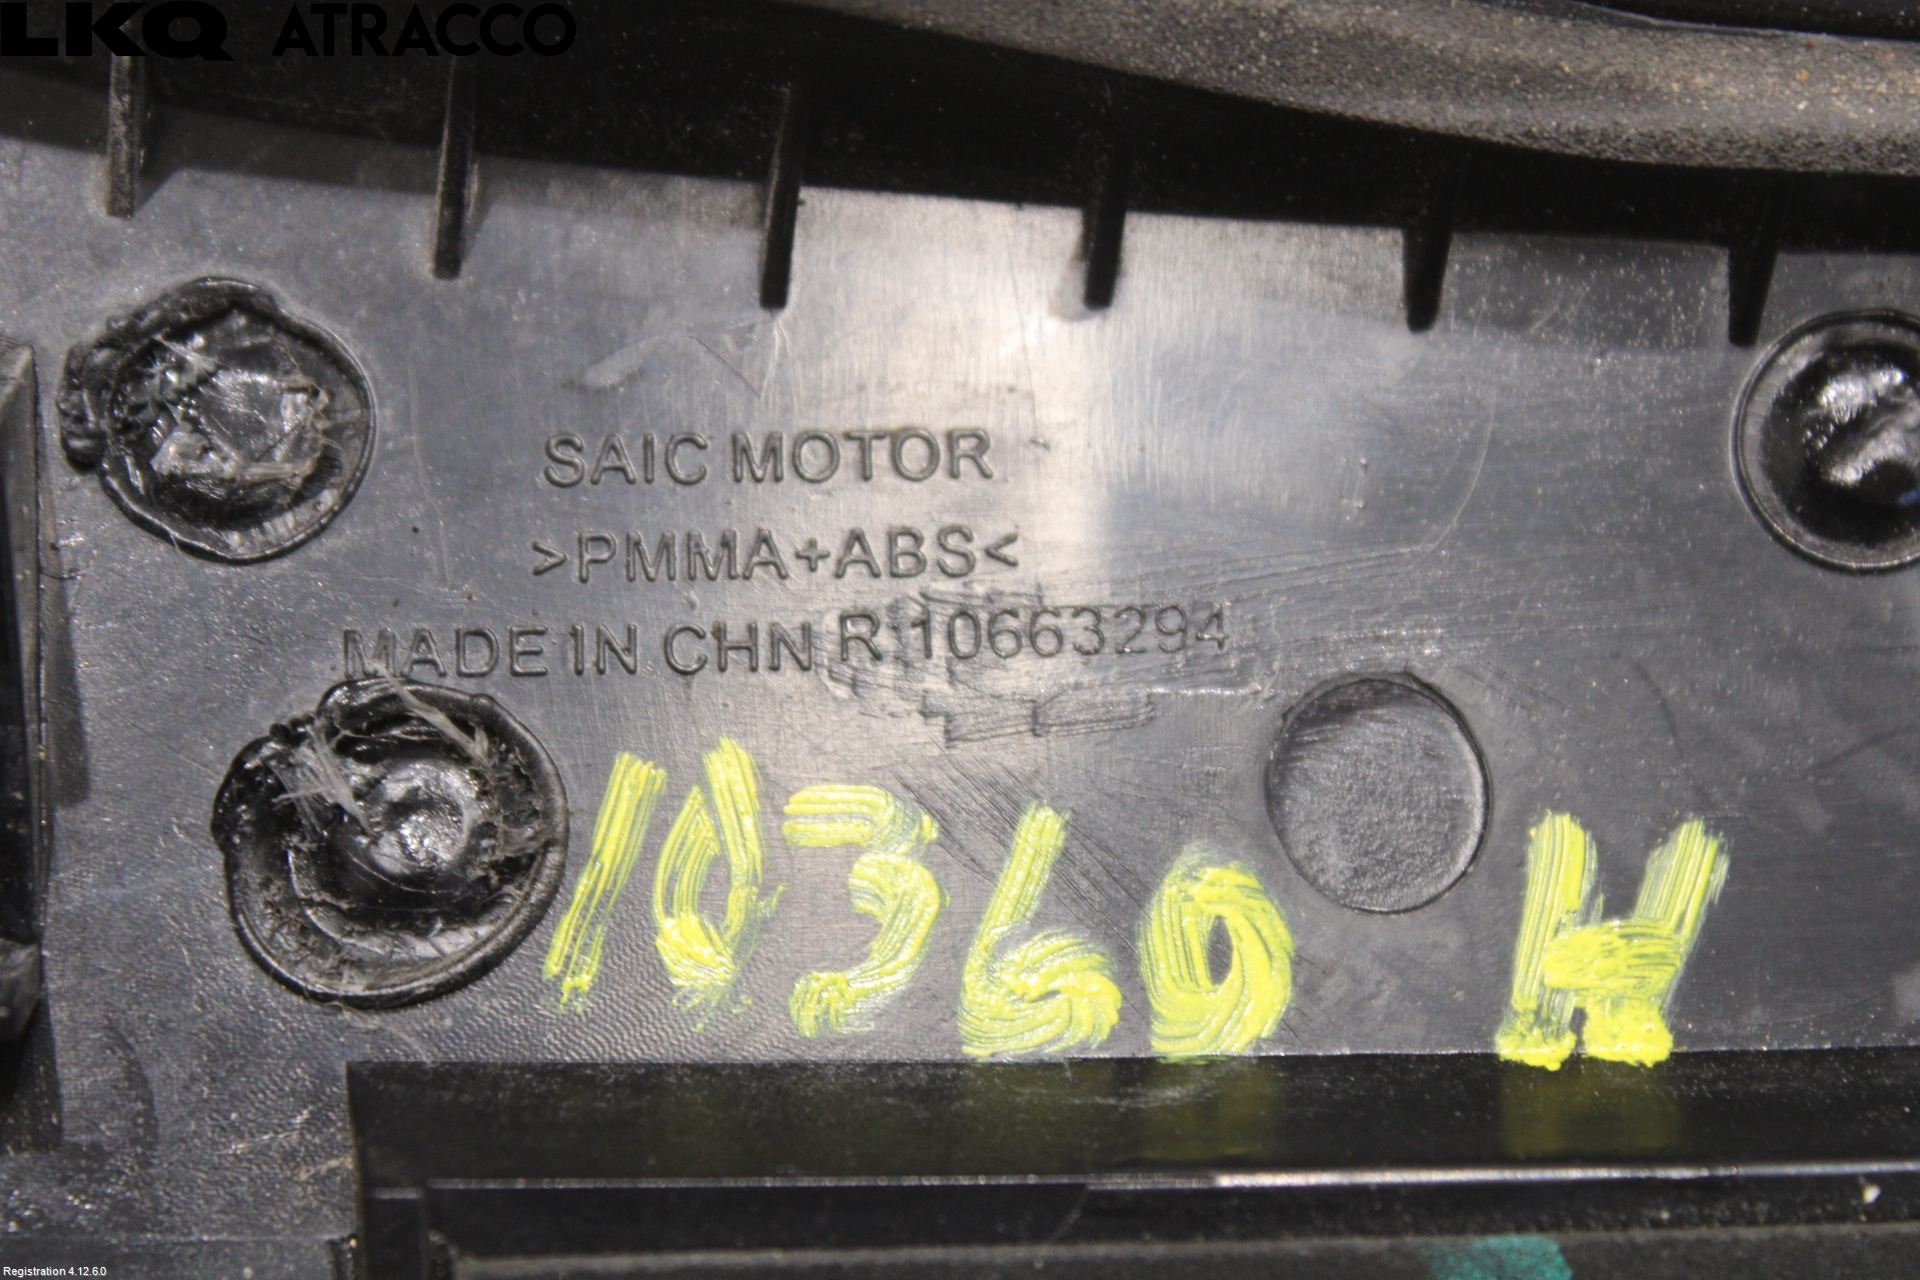 LKQ ATRACCO
SAIC MOTOR
>PMMA+ABS<
MADE IN CHN R 10663294
10360 H
Registration 4.12.6.0